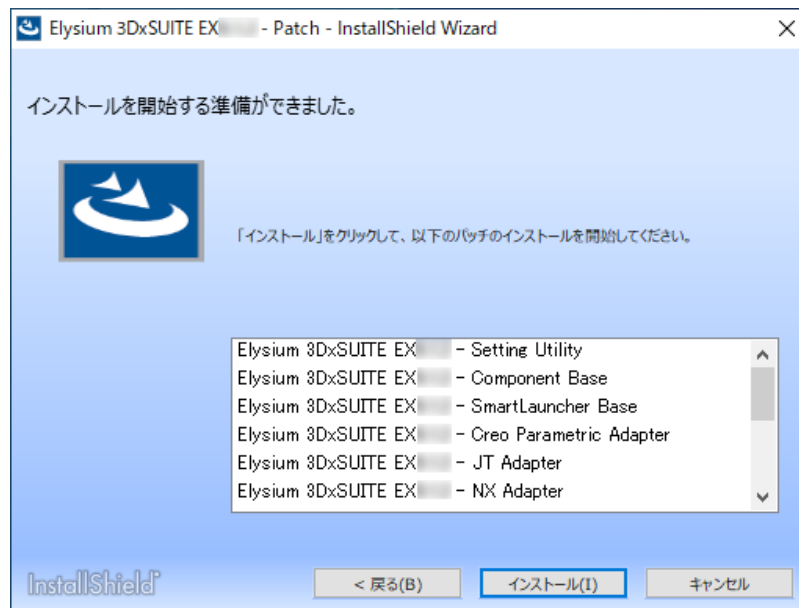 Elysium 3DxSUITE EX - Patch - InstallShield Wizard
インストールを開始する準備ができました。
「インストール」をクリックして、以下のパッチのインストールを開始してください。
Elysium 3DxSUITE EX - Setting Utility
Elysium 3DxSUITE EX - Component Base
Elysium 3DxSUITE EX - SmartLauncher Base
Elysium 3DxSUITE EX - Creo Parametric Adapter
Elysium 3DxSUITE EX - JT Adapter
Elysium 3DxSUITE EX - NX Adapter
InstallShield
< 戻る(B)
インストール(I)
キャンセル